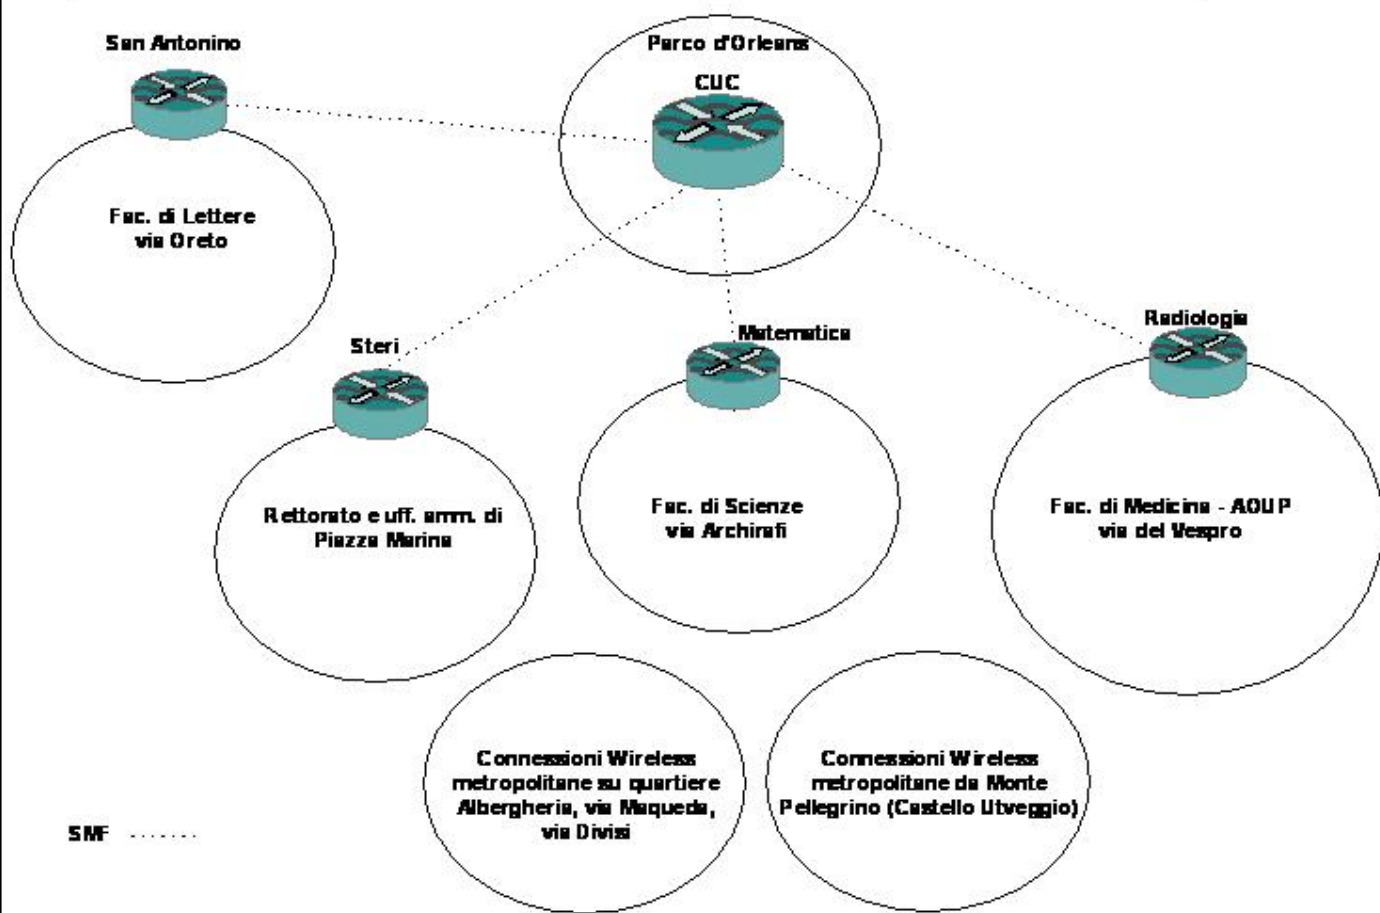 San Antonino
Parco d'Orleans
CUC
Fac. di Lettere
via Oreto
Steri
Matematica
Radiologia
Rettorato e uff. amm. di
Piazza Marina
Fac. di Scienze
via Archirafi
Fac. di Medicina - AOUP
via del Vespro
Connessioni Wireless
metropolitane su quartiere
Albergheria, via Maqueda,
via Divisi
Connessioni Wireless
metropolitane da Monte
Pellegrino (Castello Utveggio)
SMF